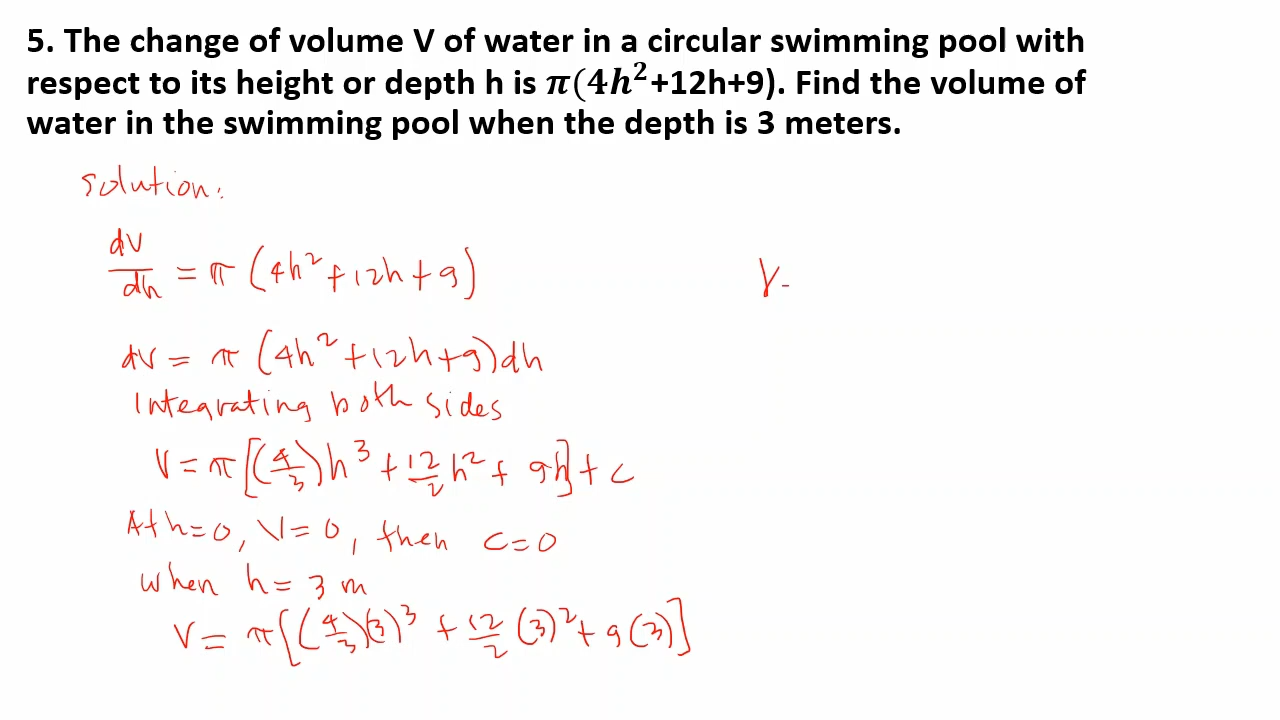 5. The change of volume V of water in a circular swimming pool with
respect to its height or depth h is π(4h²+12h+9). Find the volume of
water in the swimming pool when the depth is 3 meters.
Solution:
dV/dh = π (4h² + 12h + 9)
V =
dV = π (4h² + 12h + 9) dh
Integrating both sides
V = π [(4/3) h³ + 12/2 h² + 9h] + C
At h=0, V=0, then C=0
When h = 3 m
V = π [(4/3)(3)³ + 12/2 (3)² + 9(3)]